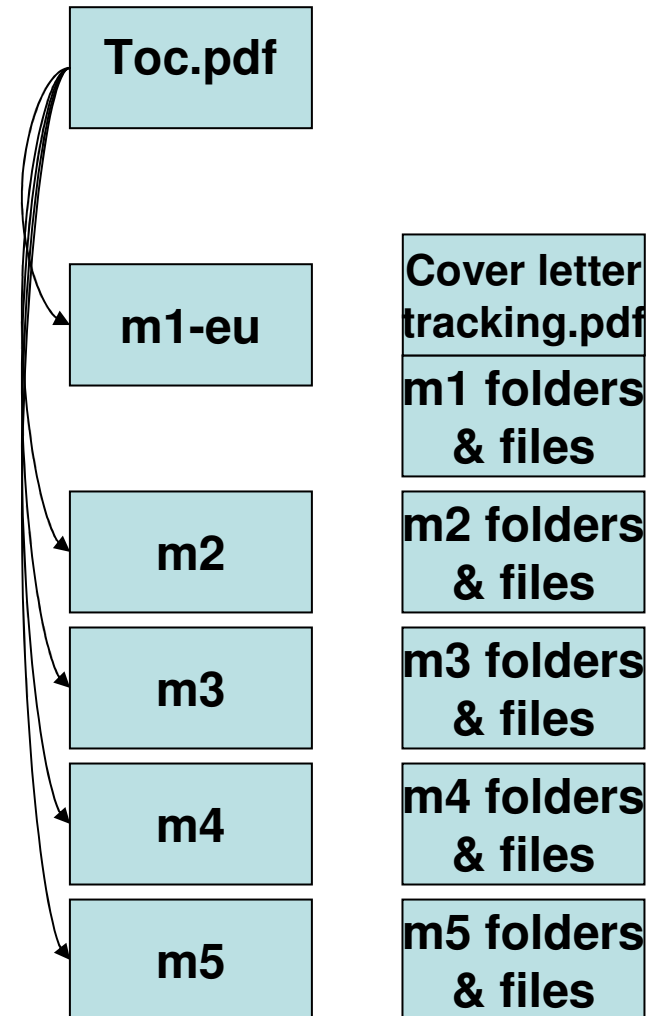 Toc.pdf
m1-eu
Cover letter
tracking.pdf
m1 folders
& files
m2
m2 folders
& files
m3
m3 folders
& files
m4
m4 folders
& files
m5
m5 folders
& files